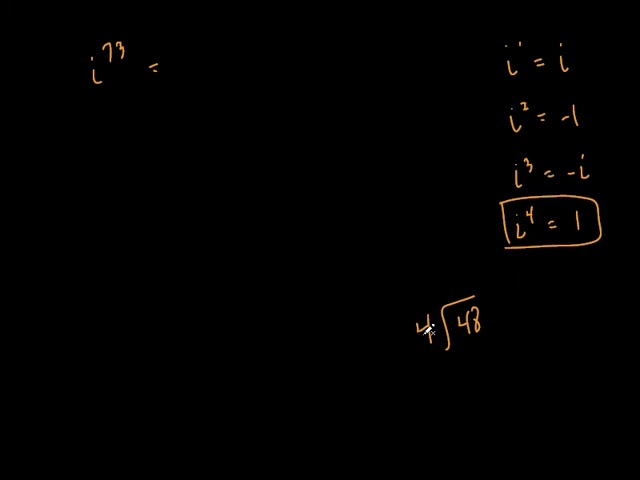 i^73 =
i^1 = i
i^2 = -1
i^3 = -i
i^4 = 1
4⟌48